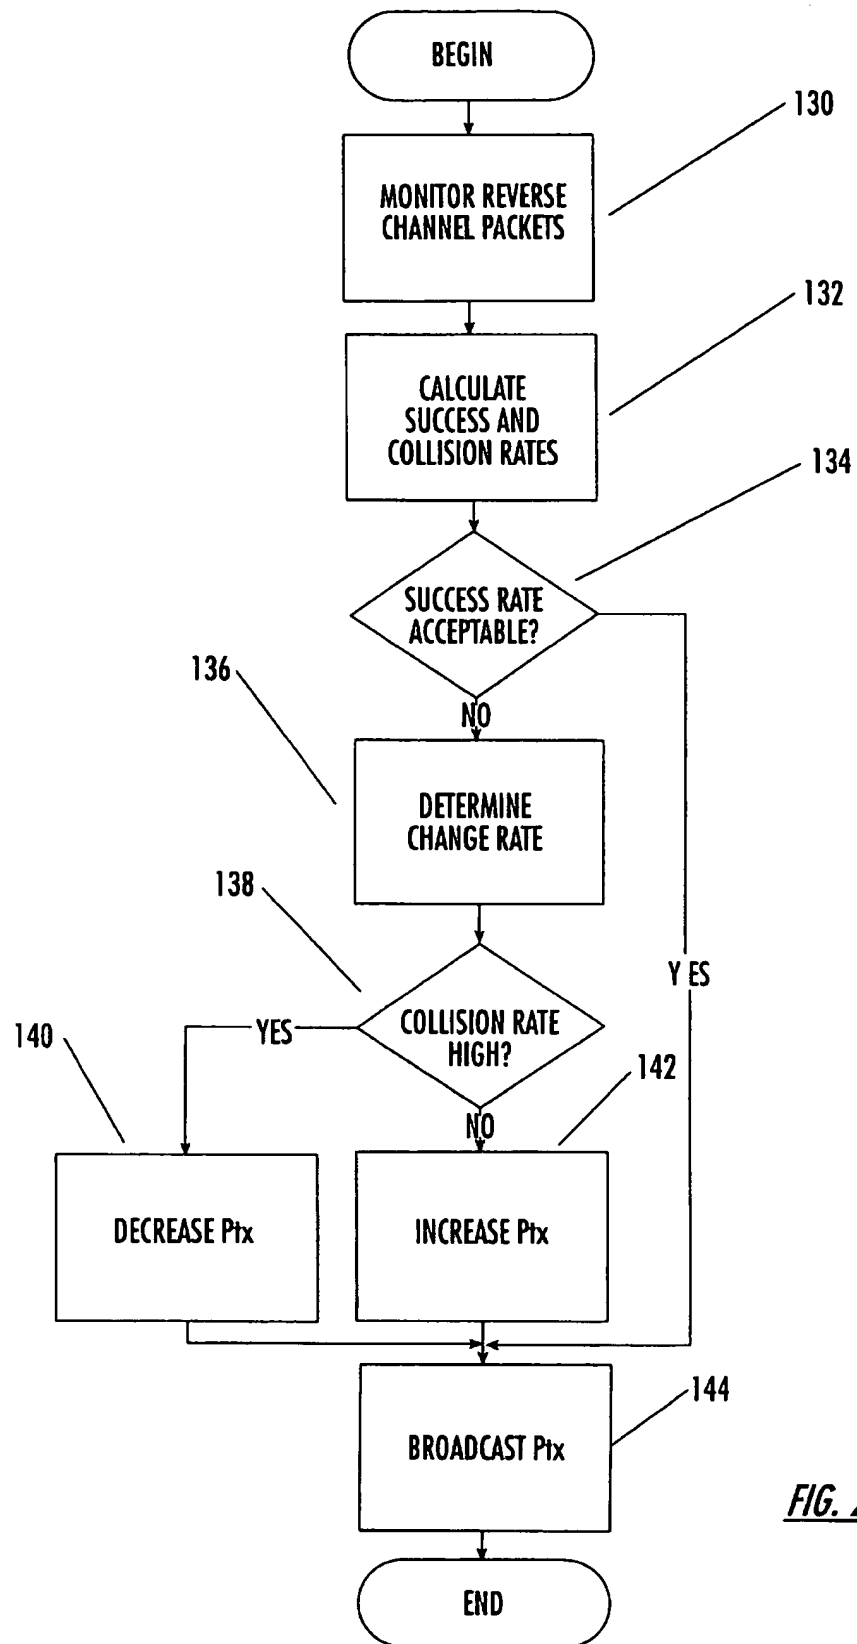 BEGIN
130
MONITOR REVERSE
CHANNEL PACKETS
132
CALCULATE
SUCCESS AND
COLLISION RATES
134
SUCCESS RATE
ACCEPTABLE?
136
NO
DETERMINE
CHANGE RATE
138
YES
COLLISION RATE
HIGH?
YES
140
142
NO
DECREASE Ptx
INCREASE Ptx
144
BROADCAST Ptx
FIG.
END